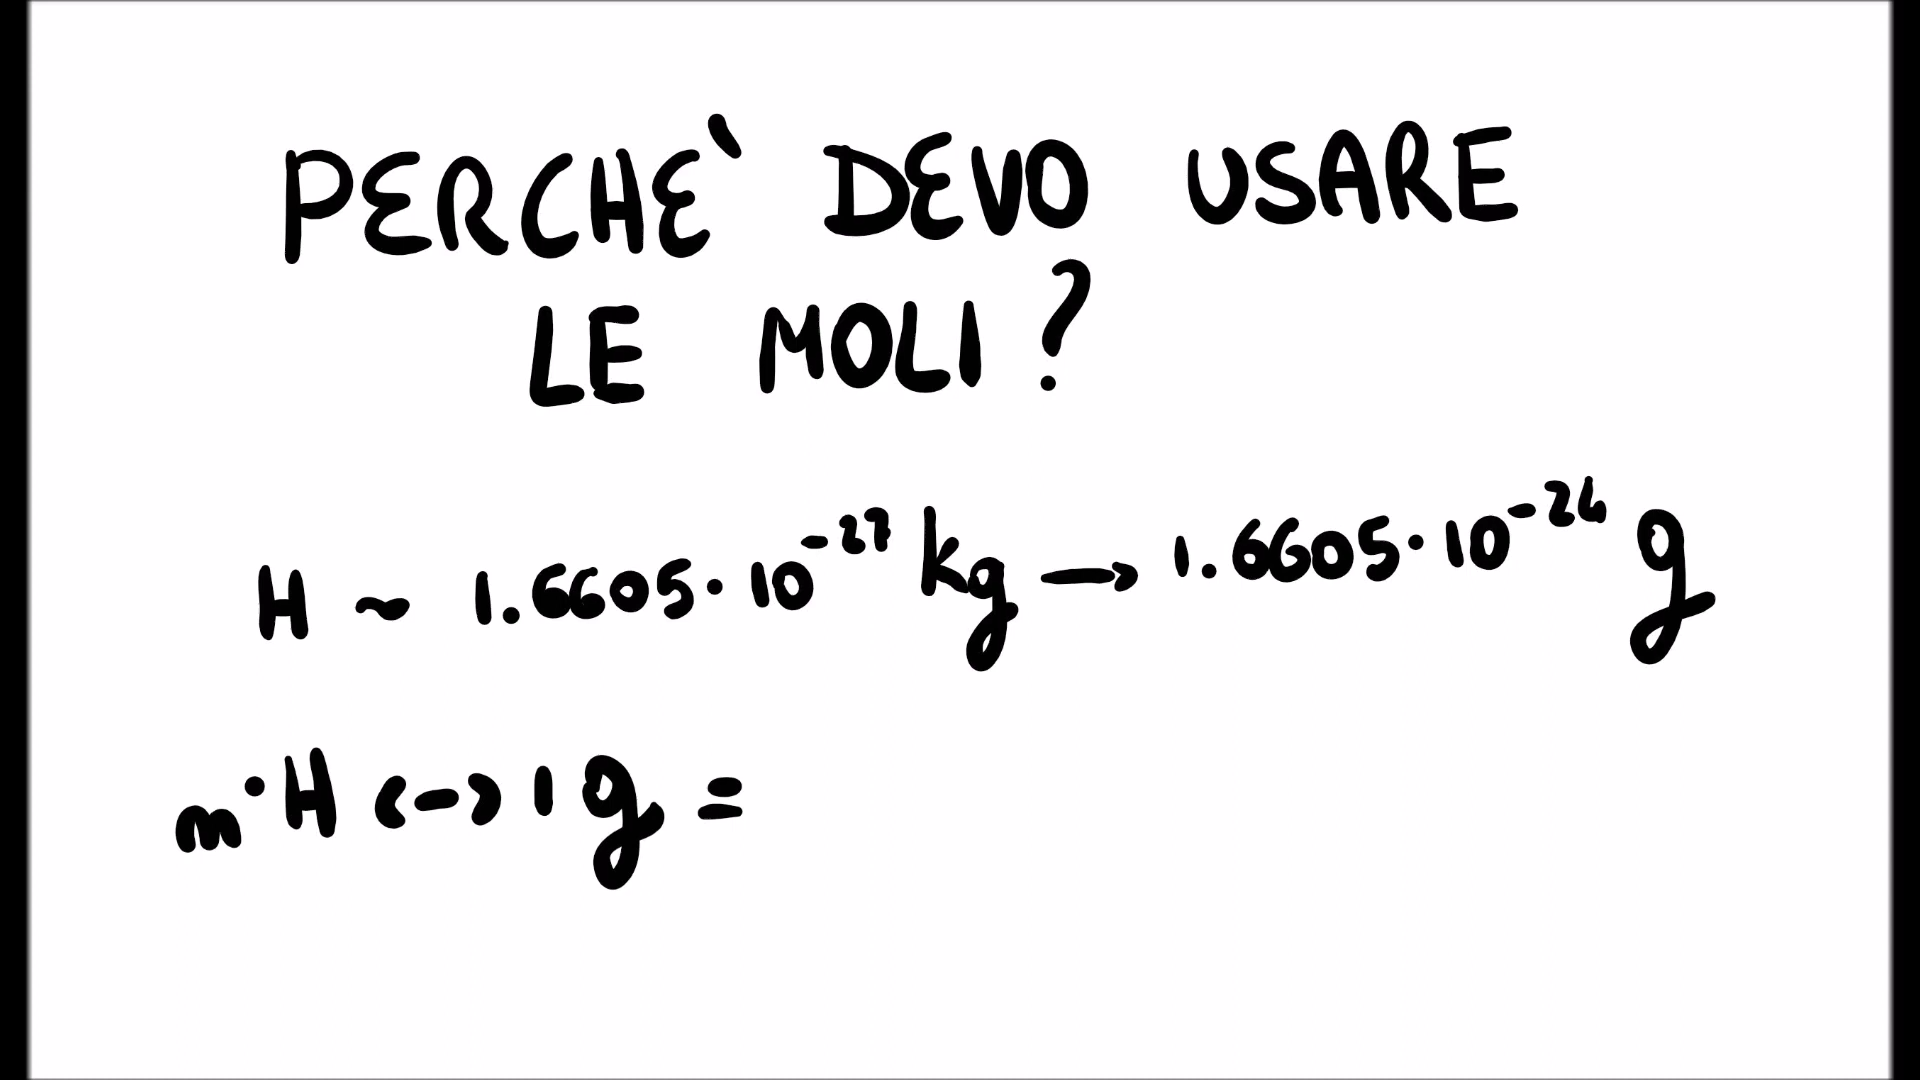 PERCHE` DEVO USARE
LE MOLI?
H ~ 1.6605·10⁻²⁷ kg → 1.6605·10⁻²⁴ g
n·H <-> 1 g =